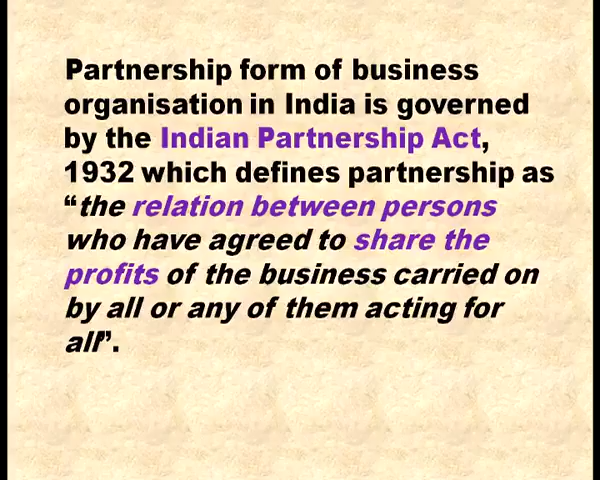 Partnership form of business
organisation in India is governed
by the Indian Partnership Act,
1932 which defines partnership as
“the relation between persons
who have agreed to share the
profits of the business carried on
by all or any of them acting for
all”.